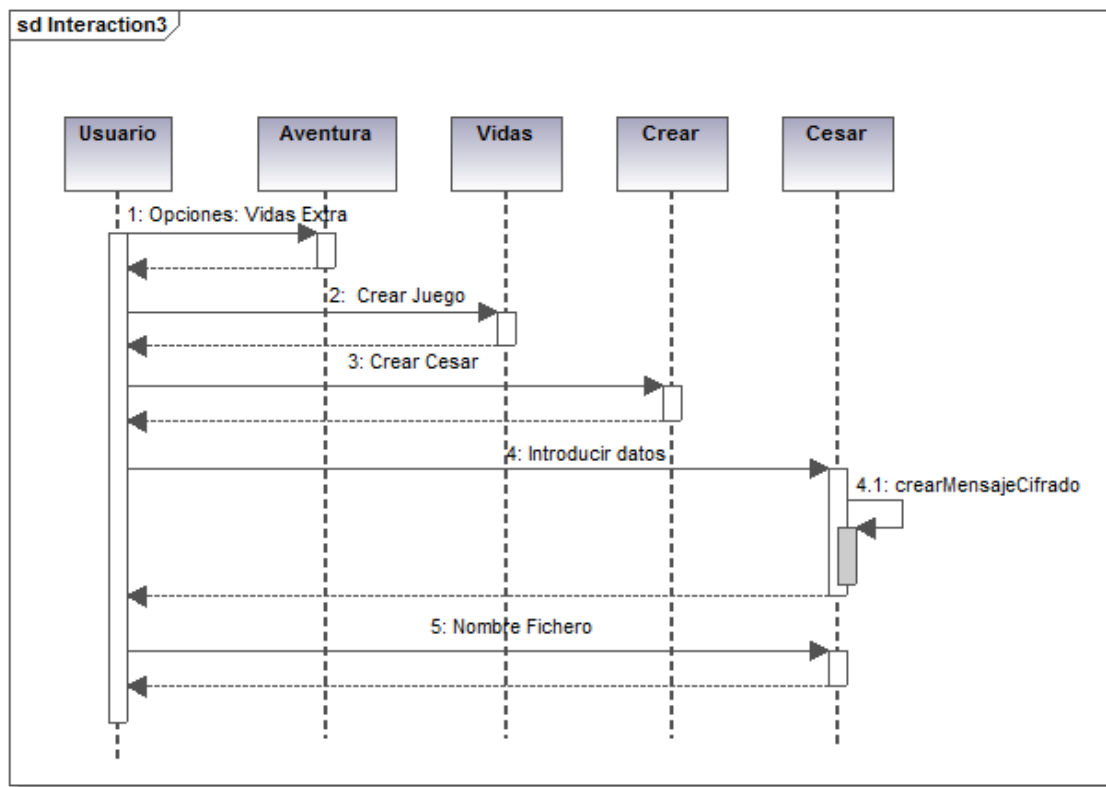 sd Interaction3
Usuario
Aventura
Vidas
Crear
Cesar
1: Opciones: Vidas Extra
2: Crear Juego
3: Crear Cesar
4: Introducir datos
4.1: crearMensajeCifrado
5: Nombre Fichero